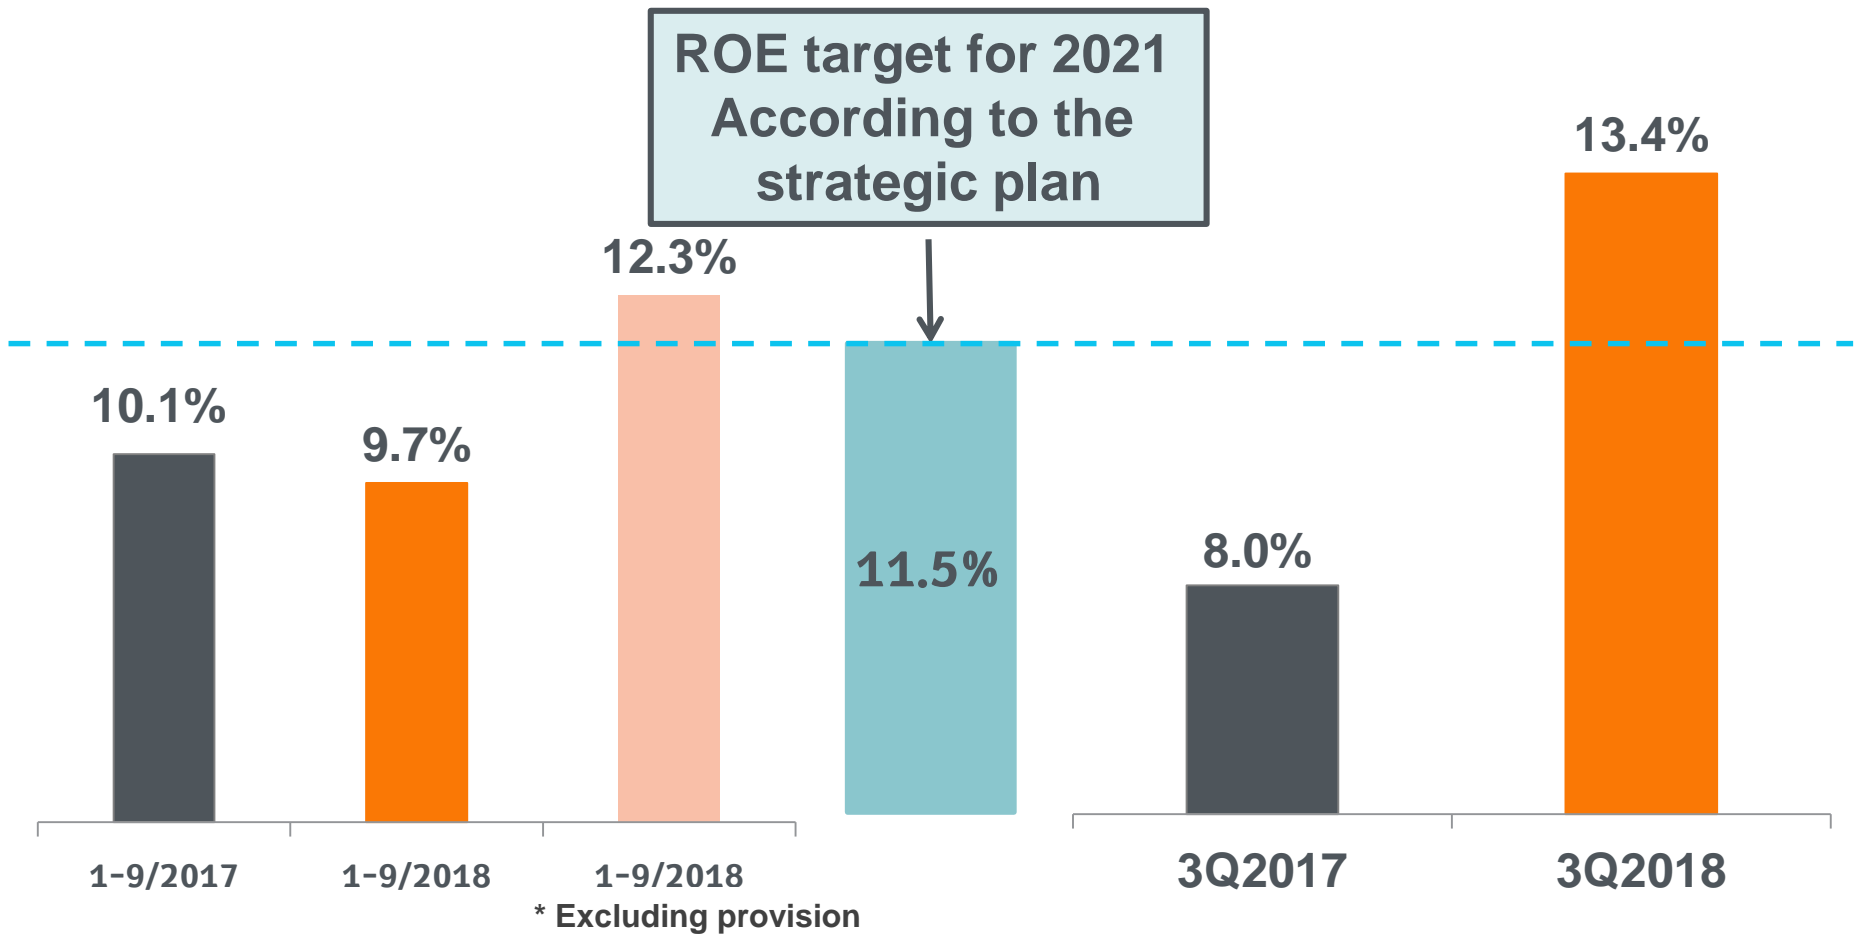 ROE target for 2021
According to the
strategic plan
10.1%
9.7%
12.3%
11.5%
8.0%
13.4%
1-9/2017
1-9/2018
1-9/2018
* Excluding provision
3Q2017
3Q2018